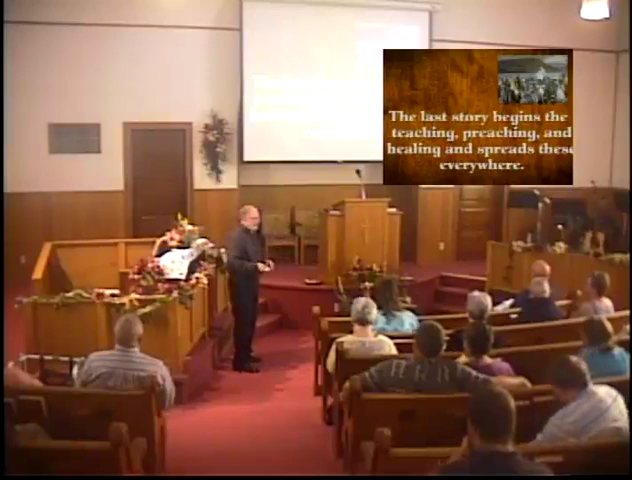 The last story begins the
teaching, preaching, and
healing and spreads these
everywhere.